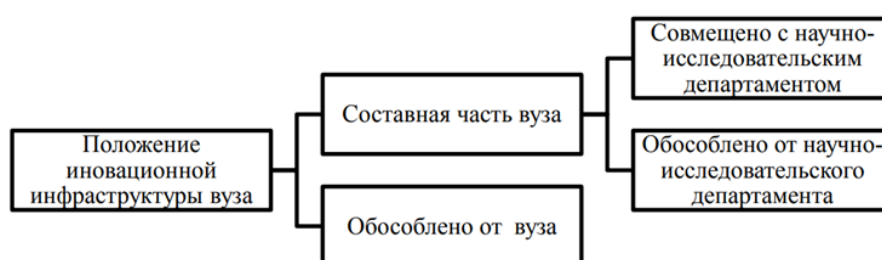 Положение
иновационной
инфраструктуры вуза
Составная часть вуза
Обособлено от вуза
Совмещено с научно-
исследовательским
департаментом
Обособлено от научно-
исследовательского
департамента